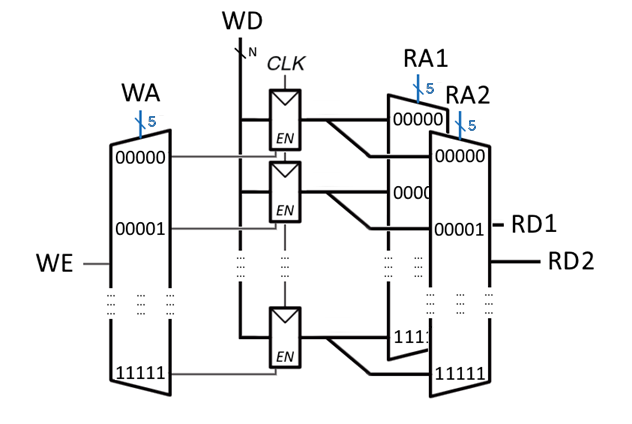 WD
N
CLK
RA1
5
RA2
5
WA
5
00000
EN
00000
00000
EN
0000
00001
00001
RD1
WE
RD2
EN
1111
11111
11111